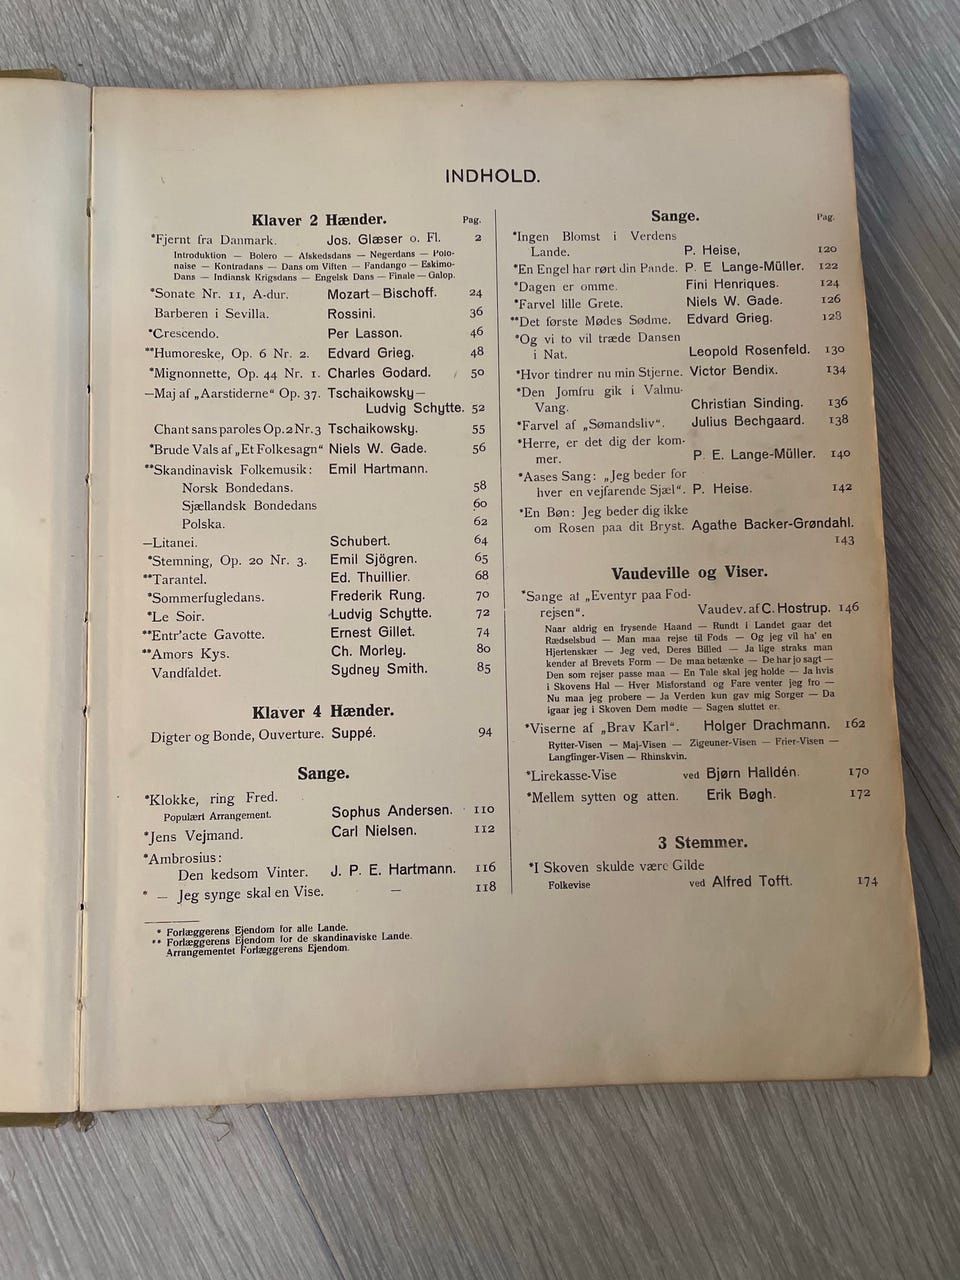 INDHOLD.
Klaver 2 Hænder. Pag.
*Fjernt fra Danmark. Jos. Glæser o. Fl. 2
Introduktion — Bolero — Afskedsdans — Negerdans — Polo-
naise — Kontradans — Dans om Viften — Fandango — Eskimo-
Dans — Indiansk Krigsdans — Engelsk Dans — Finale — Galop.
*Sonate Nr. 11, A-dur. Mozart—Bischoff. 24
Barberen i Sevilla. Rossini. 36
*Crescendo. Per Lasson. 46
**Humoreske, Op. 6 Nr. 2. Edvard Grieg. 48
*Mignonnette, Op. 44 Nr. 1. Charles Godard. 50
—Maj af „Aarstiderne“ Op. 37. Tschaikowsky—
Ludvig Schytte. 52
Chant sans paroles Op. 2 Nr. 3 Tschaikowsky. 55
*Brude Vals af „Et Folkesagn“ Niels W. Gade. 56
**Skandinavisk Folkemusik: Emil Hartmann.
Norsk Bondedans. 58
Sjællandsk Bondedans 60
Polska. 62
—Litanei. Schubert. 64
*Stemning, Op. 20 Nr. 3. Emil Sjögren. 65
**Tarantel. Ed. Thuillier. 68
*Sommerfugledans. Frederik Rung. 70
*Le Soir. Ludvig Schytte. 72
**Entr'acte Gavotte. Ernest Gillet. 74
**Amors Kys. Ch. Morley. 80
Vandfaldet. Sydney Smith. 85
Klaver 4 Hænder.
Digter og Bonde, Ouverture. Suppé. 94
Sange.
*Klokke, ring Fred.
Populært Arrangement. Sophus Andersen. 110
*Jens Vejmand. Carl Nielsen. 112
*Ambrosius:
Den kedsom Vinter. J. P. E. Hartmann. 116
* — Jeg synge skal en Vise. — 118
* Forlæggerens Ejendom for alle Lande.
** Forlæggerens Ejendom for de skandinaviske Lande.
Arrangementet Forlæggerens Ejendom.
Sange. Pag.
*Ingen Blomst i Verdens
Lande. P. Heise, 120
*En Engel har rørt din Pande. P. E Lange-Müller. 122
*Dagen er omme. Fini Henriques. 124
*Farvel lille Grete. Niels W. Gade. 126
**Det første Mødes Sødme. Edvard Grieg. 128
*Og vi to vil træde Dansen
i Nat. Leopold Rosenfeld. 130
*Hvor tindrer nu min Stjerne. Victor Bendix. 134
*Den Jomfru gik i Valmu-
Vang. Christian Sinding. 136
*Farvel af „Sømandsliv“. Julius Bechgaard. 138
*Herre, er det dig der kom-
mer. P. E. Lange-Müller. 140
*Aases Sang: „Jeg beder for
hver en vejfarende Sjæl“. P. Heise. 142
*En Bøn: Jeg beder dig ikke
om Rosen paa dit Bryst. Agathe Backer-Grøndahl.
143
Vaudeville og Viser.
*Sange af „Eventyr paa Fod-
rejsen“. Vaudev. af C. Hostrup. 146
Naar aldrig en frysende Haand — Rundt i Landet gaar det
Rædselsbud — Man maa rejse til Fods — Og jeg vil ha' en
Hjertenskær — Jeg ved, Deres Billed — Ja lige straks man
kender af Brevets Form — De maa betænke — De har jo sagt —
Den som rejser passe maa — En Tale skal jeg holde — Ja hvis
i Skovens Hal — Hver Misforstand og Fare venter jeg fro —
Nu maa jeg probere — Ja Verden kun gav mig Sorger — Da
igaar jeg i Skoven Dem mødte — Sagen sluttet er.
*Viserne af „Brav Karl“. Holger Drachmann. 162
Rytter-Visen — Maj-Visen — Zigeuner-Visen — Frier-Visen —
Langfinger-Visen — Rhinskvin.
*Lirekasse-Vise ved Bjørn Halldén. 170
*Mellem sytten og atten. Erik Bøgh. 172
3 Stemmer.
*I Skoven skulde være Gilde
Folkevise ved Alfred Tofft. 174